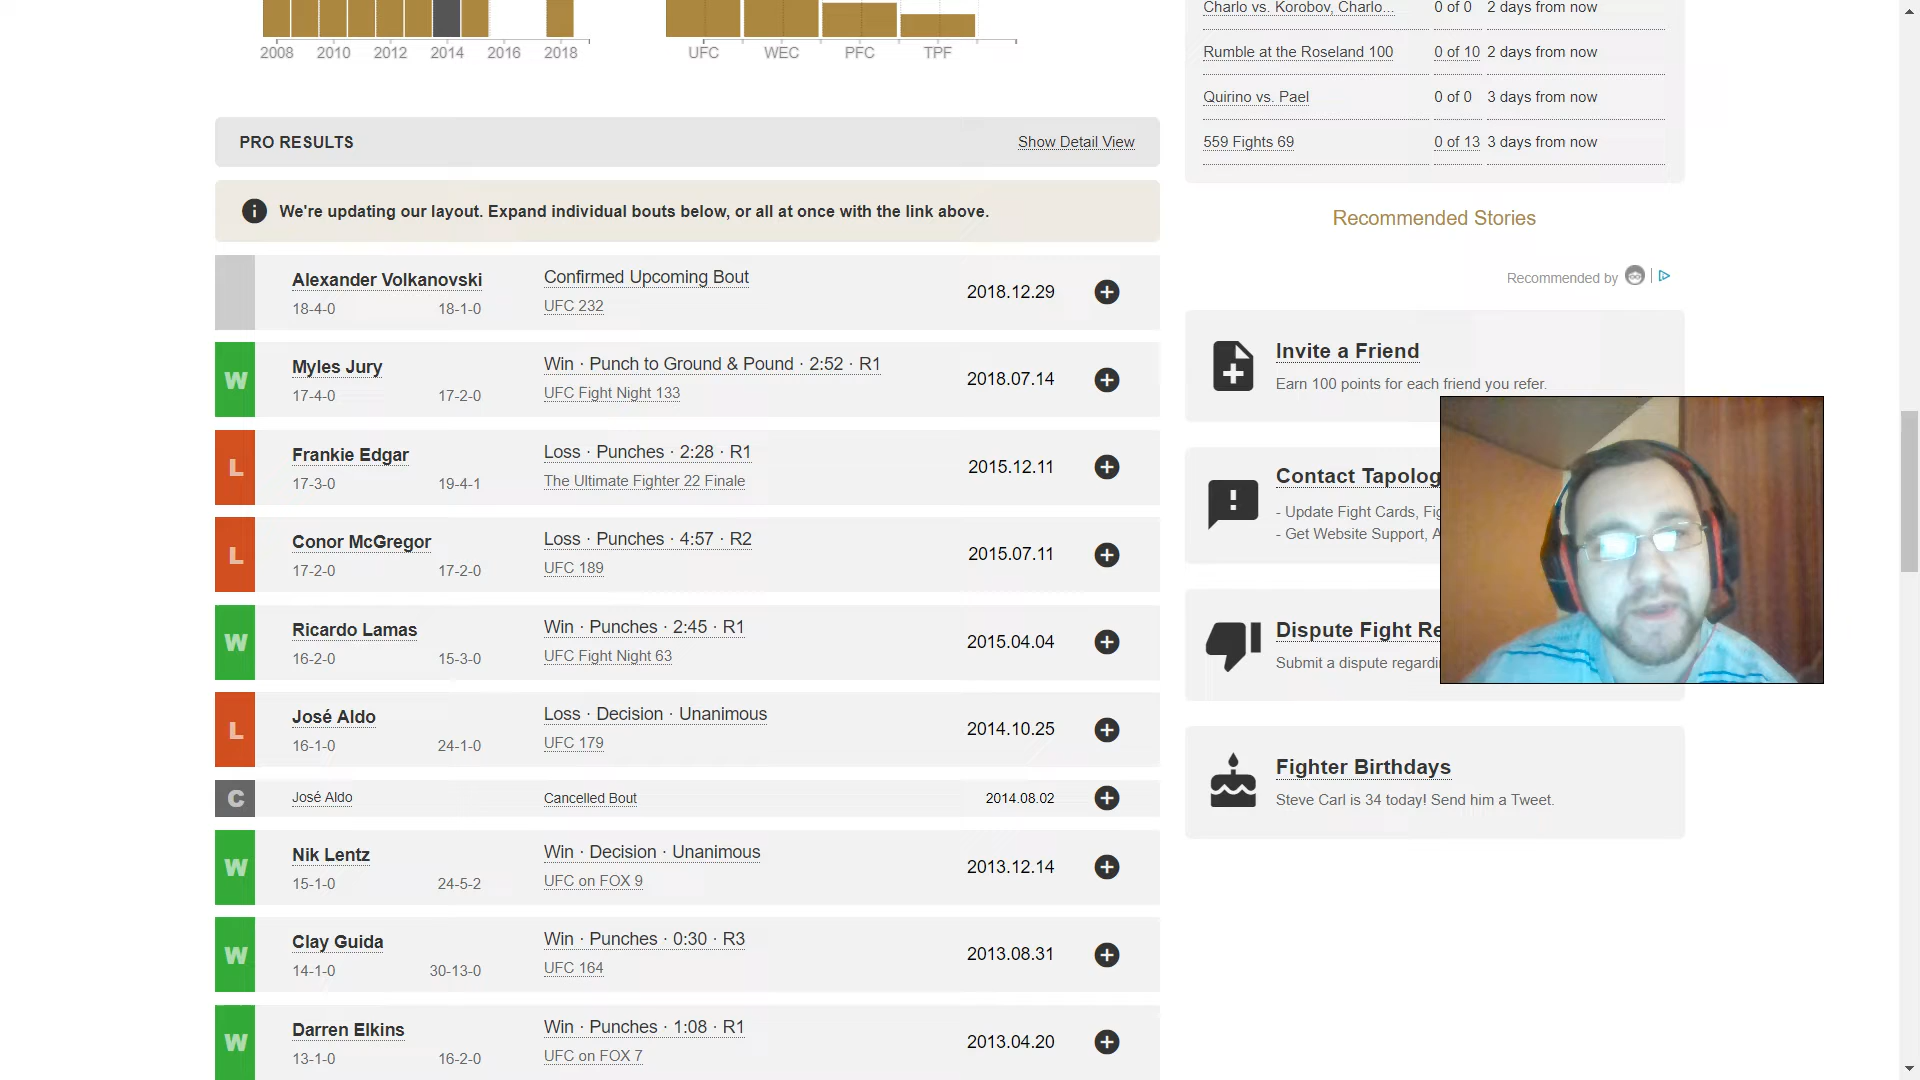 2008 2010 2012 2014 2016 2018
UFC WEC PFC TPF
PRO RESULTS Show Detail View
We're updating our layout. Expand individual bouts below, or all at once with the link above.
Alexander Volkanovski Confirmed Upcoming Bout 2018.12.29
18-4-0 18-1-0 UFC 232
W Myles Jury Win · Punch to Ground & Pound · 2:52 · R1 2018.07.14
17-4-0 17-2-0 UFC Fight Night 133
L Frankie Edgar Loss · Punches · 2:28 · R1 2015.12.11
17-3-0 19-4-1 The Ultimate Fighter 22 Finale
L Conor McGregor Loss · Punches · 4:57 · R2 2015.07.11
17-2-0 17-2-0 UFC 189
W Ricardo Lamas Win · Punches · 2:45 · R1 2015.04.04
16-2-0 15-3-0 UFC Fight Night 63
L José Aldo Loss · Decision · Unanimous 2014.10.25
16-1-0 24-1-0 UFC 179
C José Aldo Cancelled Bout 2014.08.02
W Nik Lentz Win · Decision · Unanimous 2013.12.14
15-1-0 24-5-2 UFC on FOX 9
W Clay Guida Win · Punches · 0:30 · R3 2013.08.31
14-1-0 30-13-0 UFC 164
W Darren Elkins Win · Punches · 1:08 · R1 2013.04.20
13-1-0 16-2-0 UFC on FOX 7
Charlo vs. Korobov, Charlo... 0 of 0 2 days from now
Rumble at the Roseland 100 0 of 10 2 days from now
Quirino vs. Pael 0 of 0 3 days from now
559 Fights 69 0 of 13 3 days from now
Recommended Stories
Recommended by
Invite a Friend
Earn 100 points for each friend you refer.
Contact Tapolog
- Update Fight Cards, Fig
- Get Website Support, A
Dispute Fight Re
Submit a dispute regardi
Fighter Birthdays
Steve Carl is 34 today! Send him a Tweet.